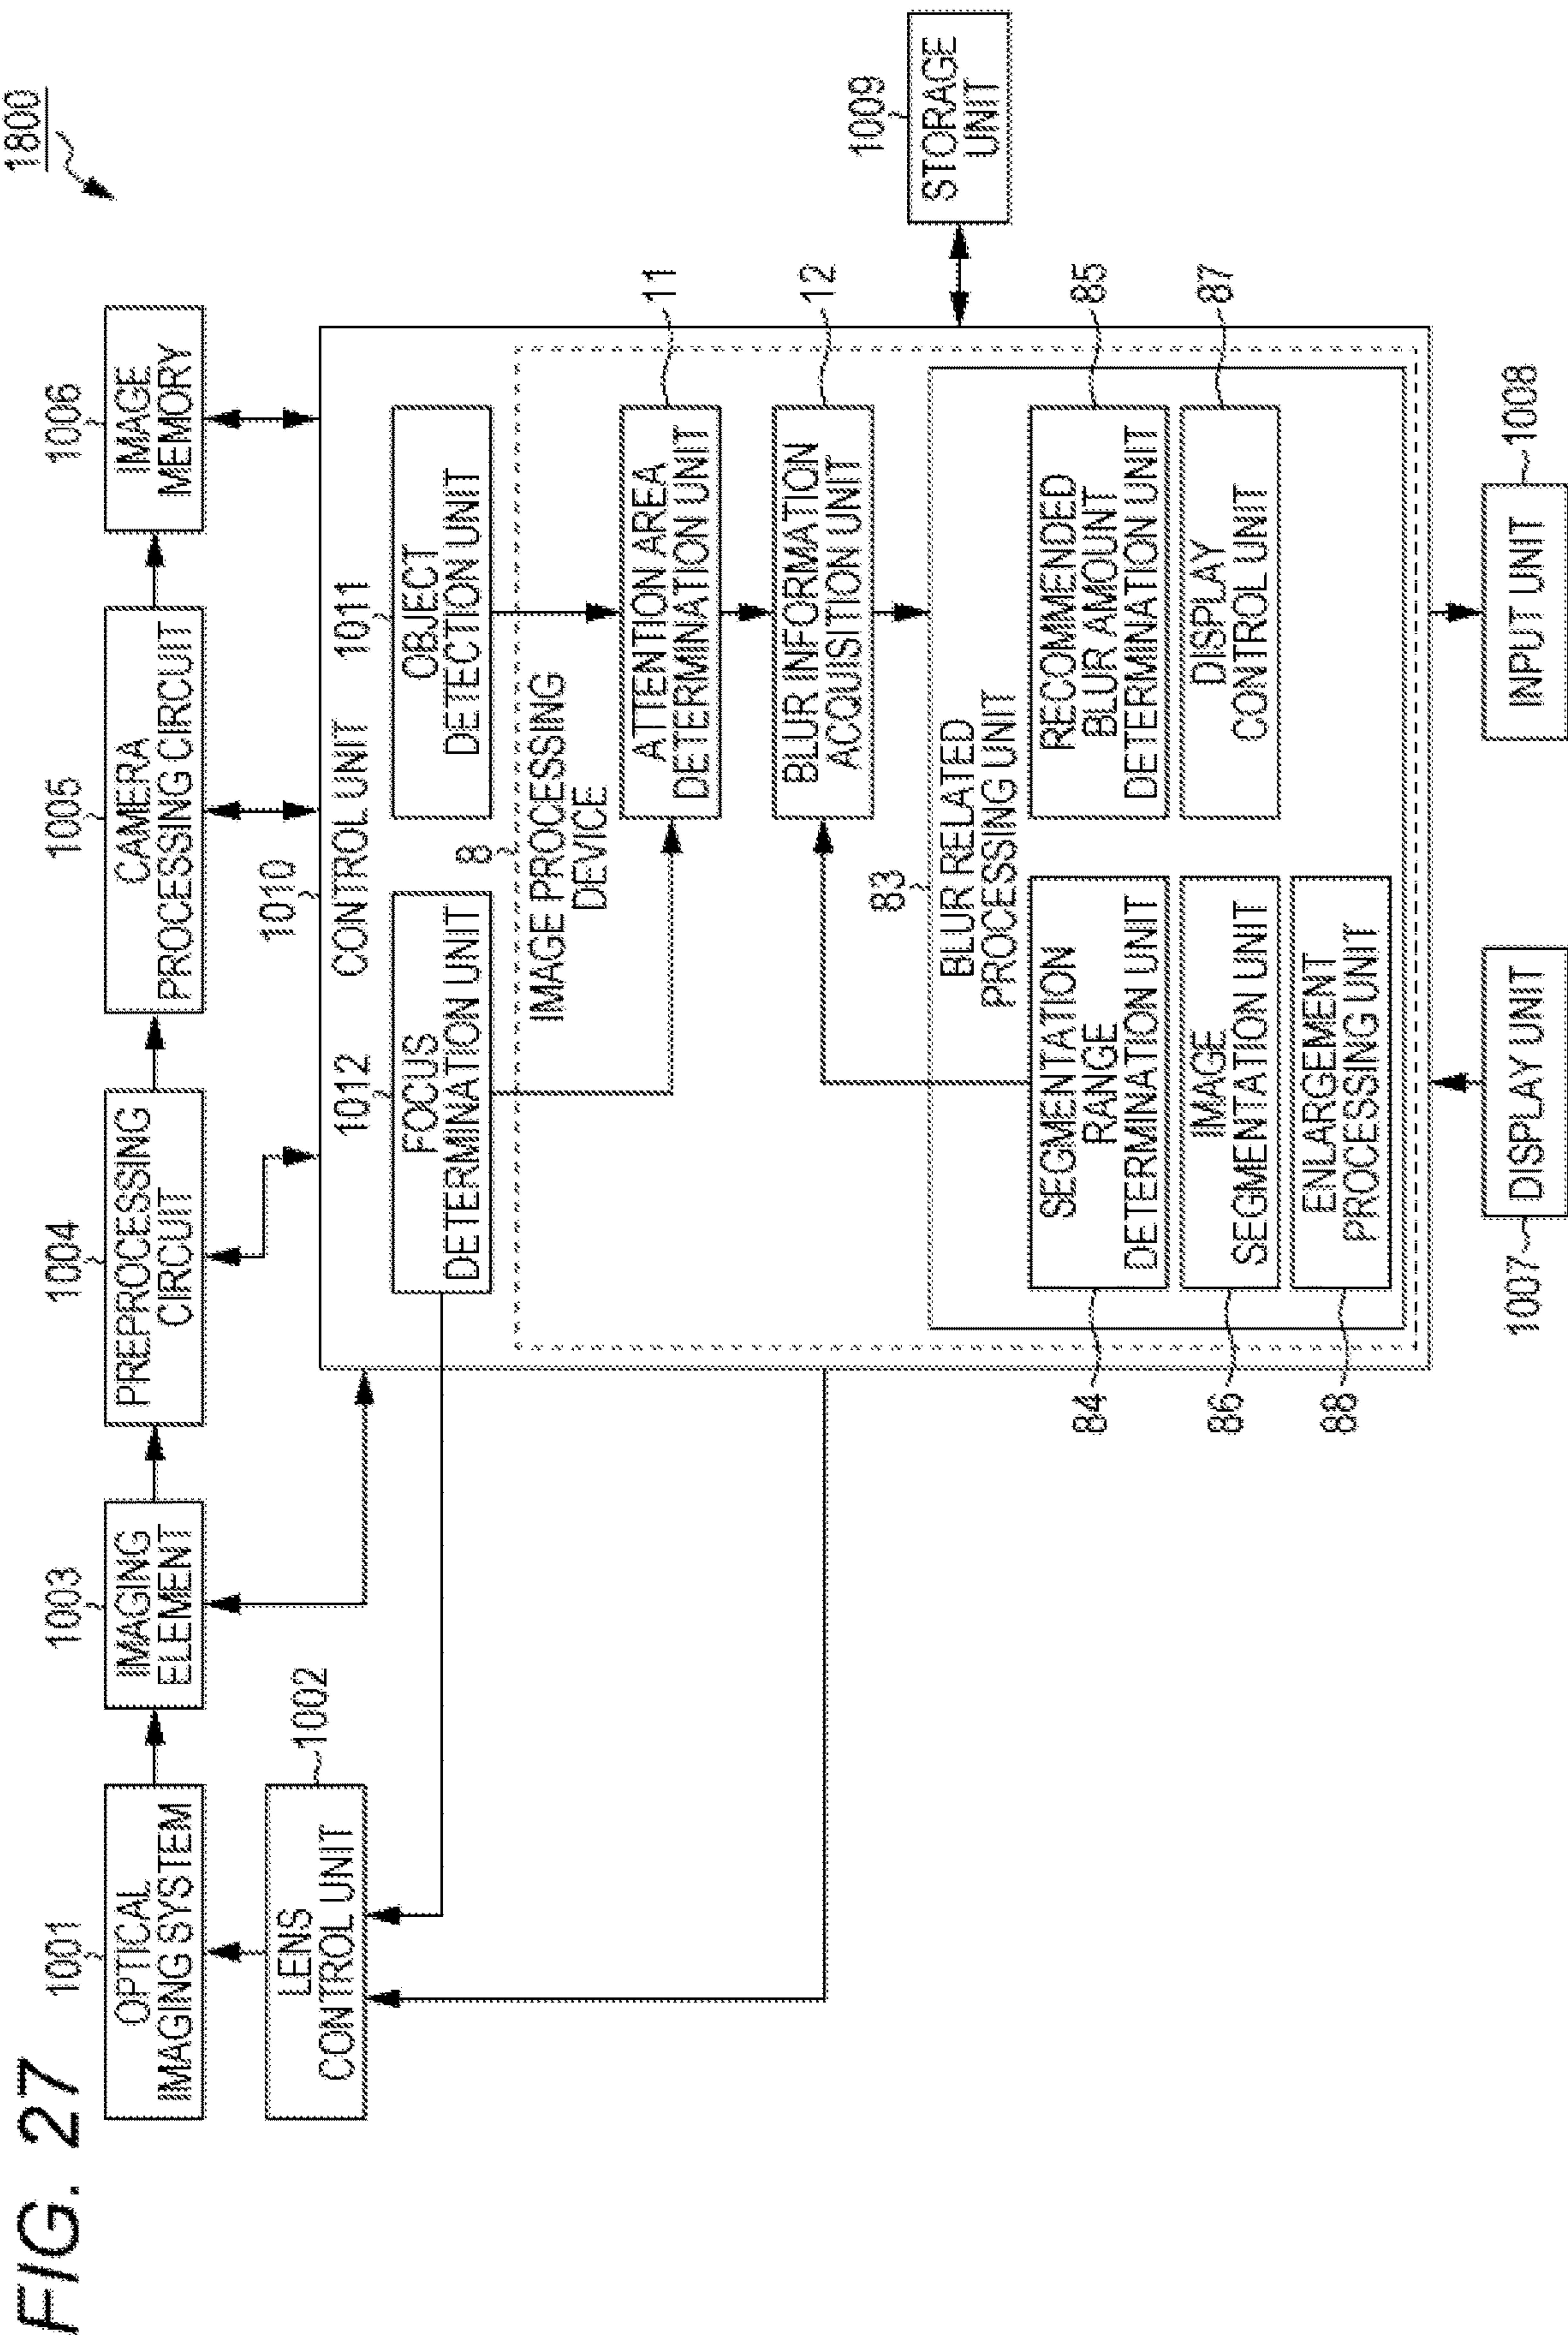 FIG. 27
1800
1001
OPTICAL
IMAGING SYSTEM
1003
IMAGING
ELEMENT
1004
PREPROCESSING
CIRCUIT
1005
CAMERA
PROCESSING CIRCUIT
1006
IMAGE
MEMORY
1002
LENS
CONTROL UNIT
1010
CONTROL UNIT
1012
FOCUS
DETERMINATION UNIT
1011
OBJECT
DETECTION UNIT
8
IMAGE PROCESSING
DEVICE
11
ATTENTION AREA
DETERMINATION UNIT
12
BLUR INFORMATION
ACQUISITION UNIT
83
BLUR RELATED
PROCESSING UNIT
84
SEGMENTATION
RANGE
DETERMINATION UNIT
85
RECOMMENDED
BLUR AMOUNT
DETERMINATION UNIT
86
IMAGE
SEGMENTATION UNIT
87
DISPLAY
CONTROL UNIT
88
ENLARGEMENT
PROCESSING UNIT
1009
STORAGE
UNIT
1007
DISPLAY UNIT
1008
INPUT UNIT